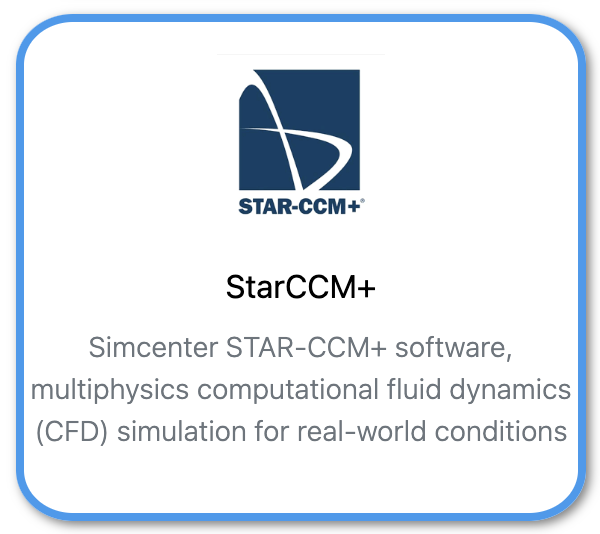 STAR-CCM+®
StarCCM+
Simcenter STAR-CCM+ software,
multiphysics computational fluid dynamics
(CFD) simulation for real-world conditions